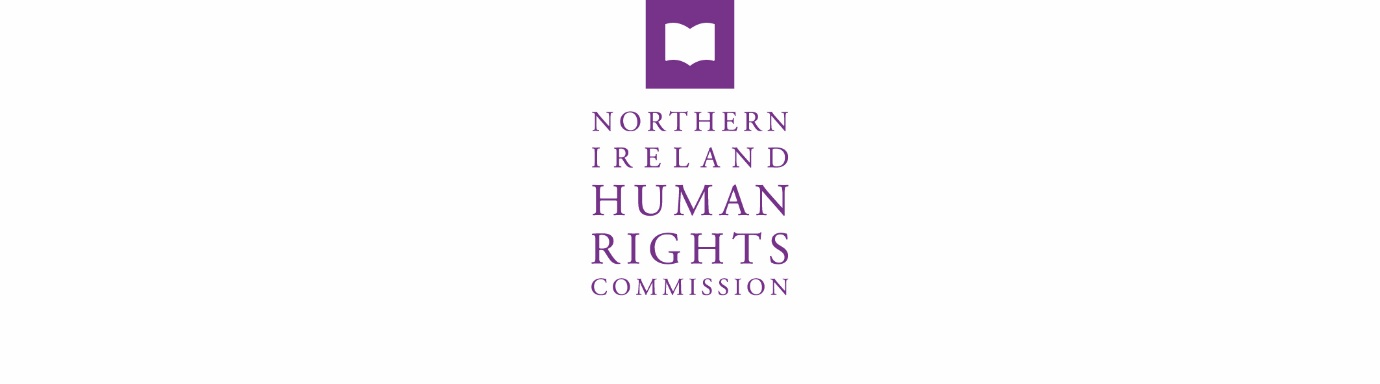 NORTHERN
IRELAND
HUMAN
RIGHTS
COMMISSION